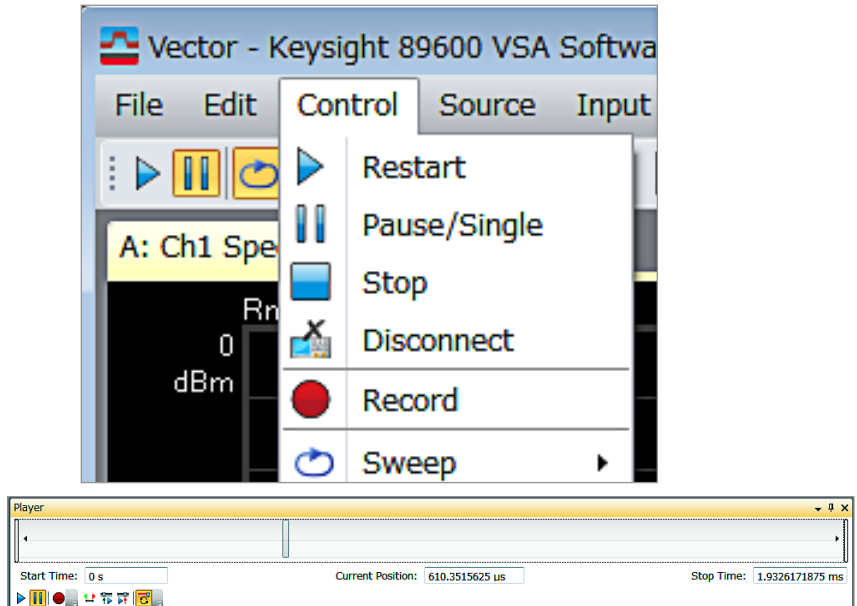 Vector - Keysight 89600 VSA Softwa
File Edit Control Source Input
Restart
A: Ch1 Spe
Pause/Single
Stop
Rn
0
dBm
Disconnect
Record
Sweep
Player
Start Time: 0 s Current Position: 610.3515625 us Stop Time: 1.9326171875 ms